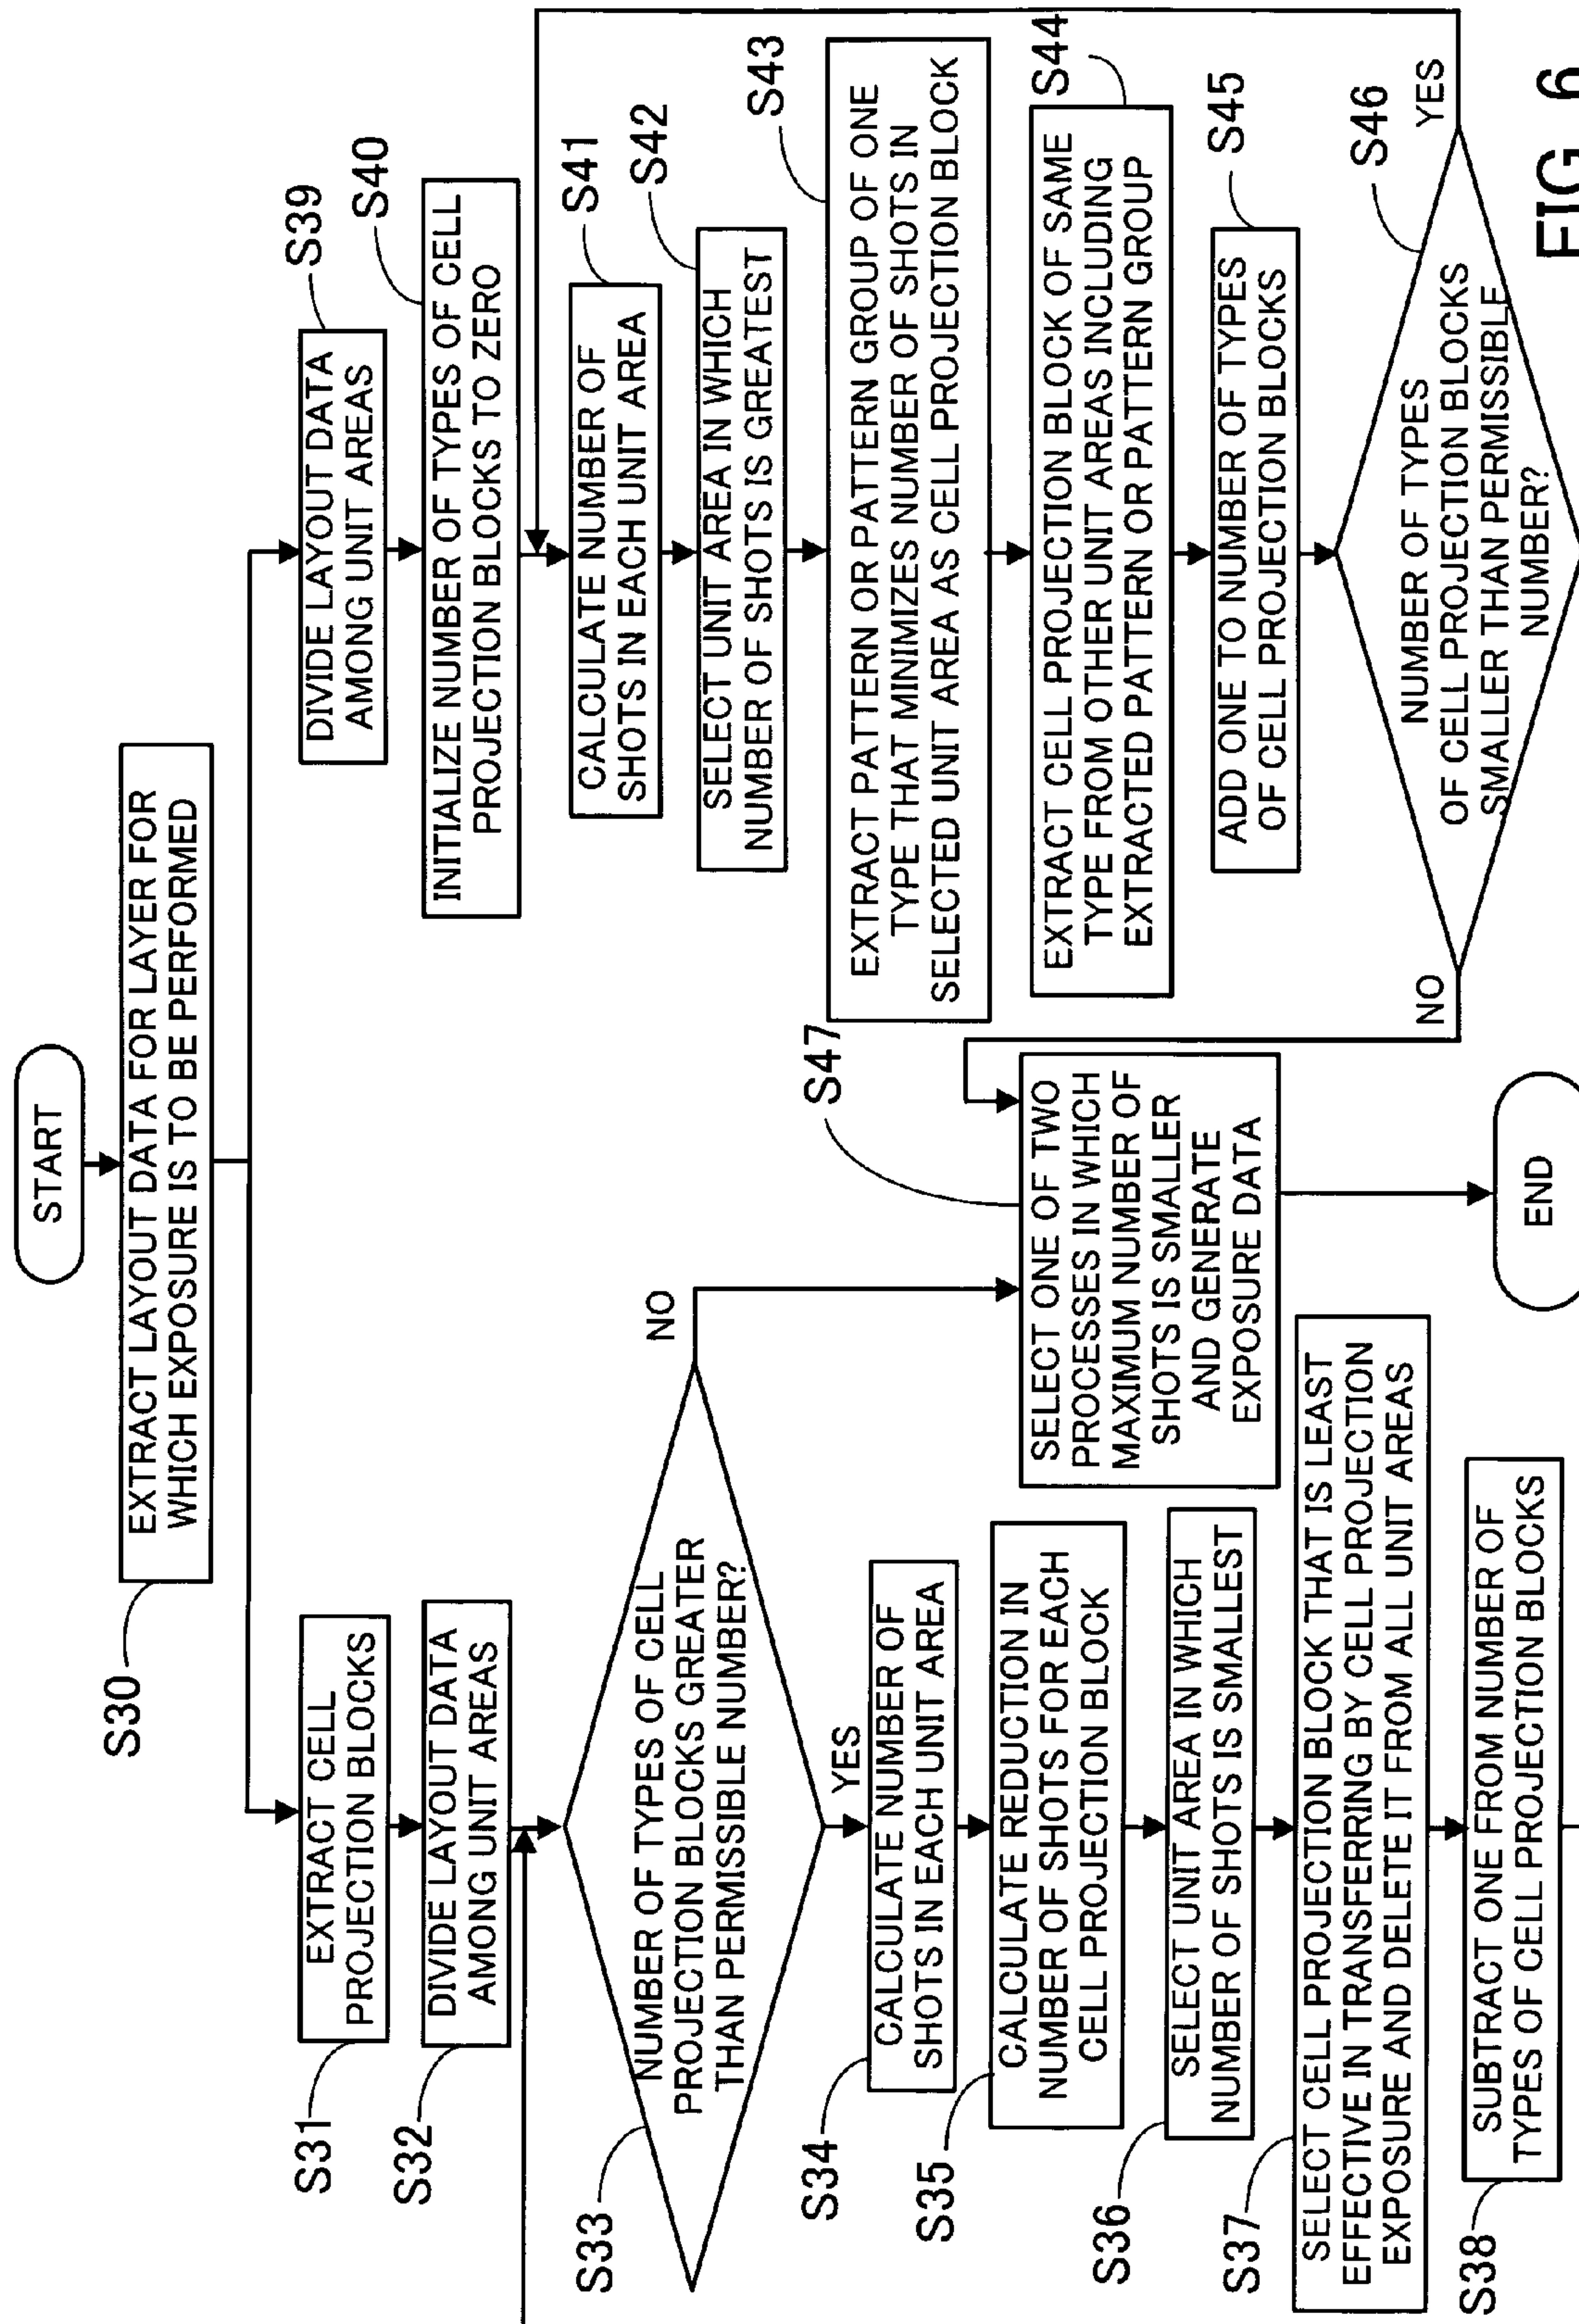 START
EXTRACT LAYOUT DATA FOR LAYER FOR
WHICH EXPOSURE IS TO BE PERFORMED
S30
EXTRACT CELL
PROJECTION BLOCKS
S31
DIVIDE LAYOUT DATA
AMONG UNIT AREAS
S32
NUMBER OF TYPES OF CELL
PROJECTION BLOCKS GREATER
THAN PERMISSIBLE NUMBER?
S33
NO
YES
CALCULATE NUMBER OF
SHOTS IN EACH UNIT AREA
S34
CALCULATE REDUCTION IN
NUMBER OF SHOTS FOR EACH
CELL PROJECTION BLOCK
S35
SELECT UNIT AREA IN WHICH
NUMBER OF SHOTS IS SMALLEST
S36
SELECT CELL PROJECTION BLOCK THAT IS LEAST
EFFECTIVE IN TRANSFERRING BY CELL PROJECTION
EXPOSURE AND DELETE IT FROM ALL UNIT AREAS
S37
SUBTRACT ONE FROM NUMBER OF
TYPES OF CELL PROJECTION BLOCKS
S38
DIVIDE LAYOUT DATA
AMONG UNIT AREAS
S39
INITIALIZE NUMBER OF TYPES OF CELL
PROJECTION BLOCKS TO ZERO
S40
CALCULATE NUMBER OF
SHOTS IN EACH UNIT AREA
S41
SELECT UNIT AREA IN WHICH
NUMBER OF SHOTS IS GREATEST
S42
EXTRACT PATTERN OR PATTERN GROUP OF ONE
TYPE THAT MINIMIZES NUMBER OF SHOTS IN
SELECTED UNIT AREA AS CELL PROJECTION BLOCK
S43
EXTRACT CELL PROJECTION BLOCK OF SAME
TYPE FROM OTHER UNIT AREAS INCLUDING
EXTRACTED PATTERN OR PATTERN GROUP
S44
ADD ONE TO NUMBER OF TYPES
OF CELL PROJECTION BLOCKS
S45
NUMBER OF TYPES
OF CELL PROJECTION BLOCKS
SMALLER THAN PERMISSIBLE
NUMBER?
S46
YES
NO
SELECT ONE OF TWO
PROCESSES IN WHICH
MAXIMUM NUMBER OF
SHOTS IS SMALLER
AND GENERATE
EXPOSURE DATA
S47
END
FIG. 6